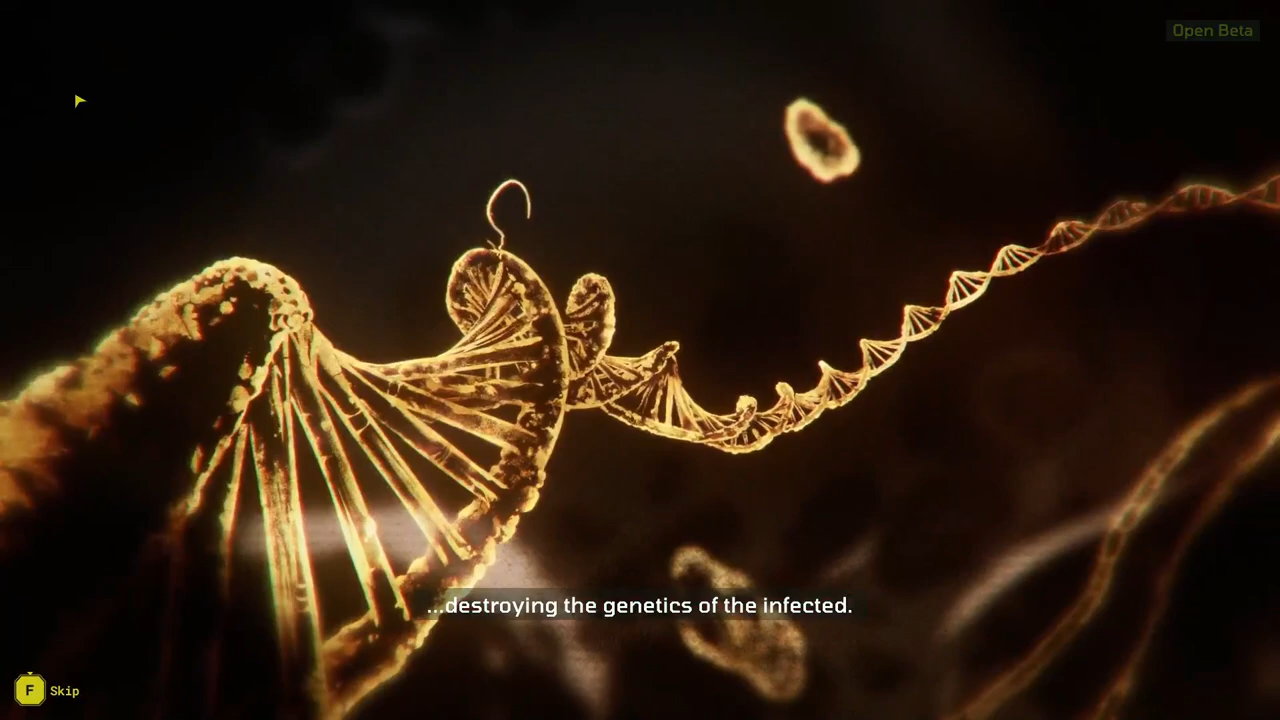 Open Beta
...destroying the genetics of the infected.
F Skip